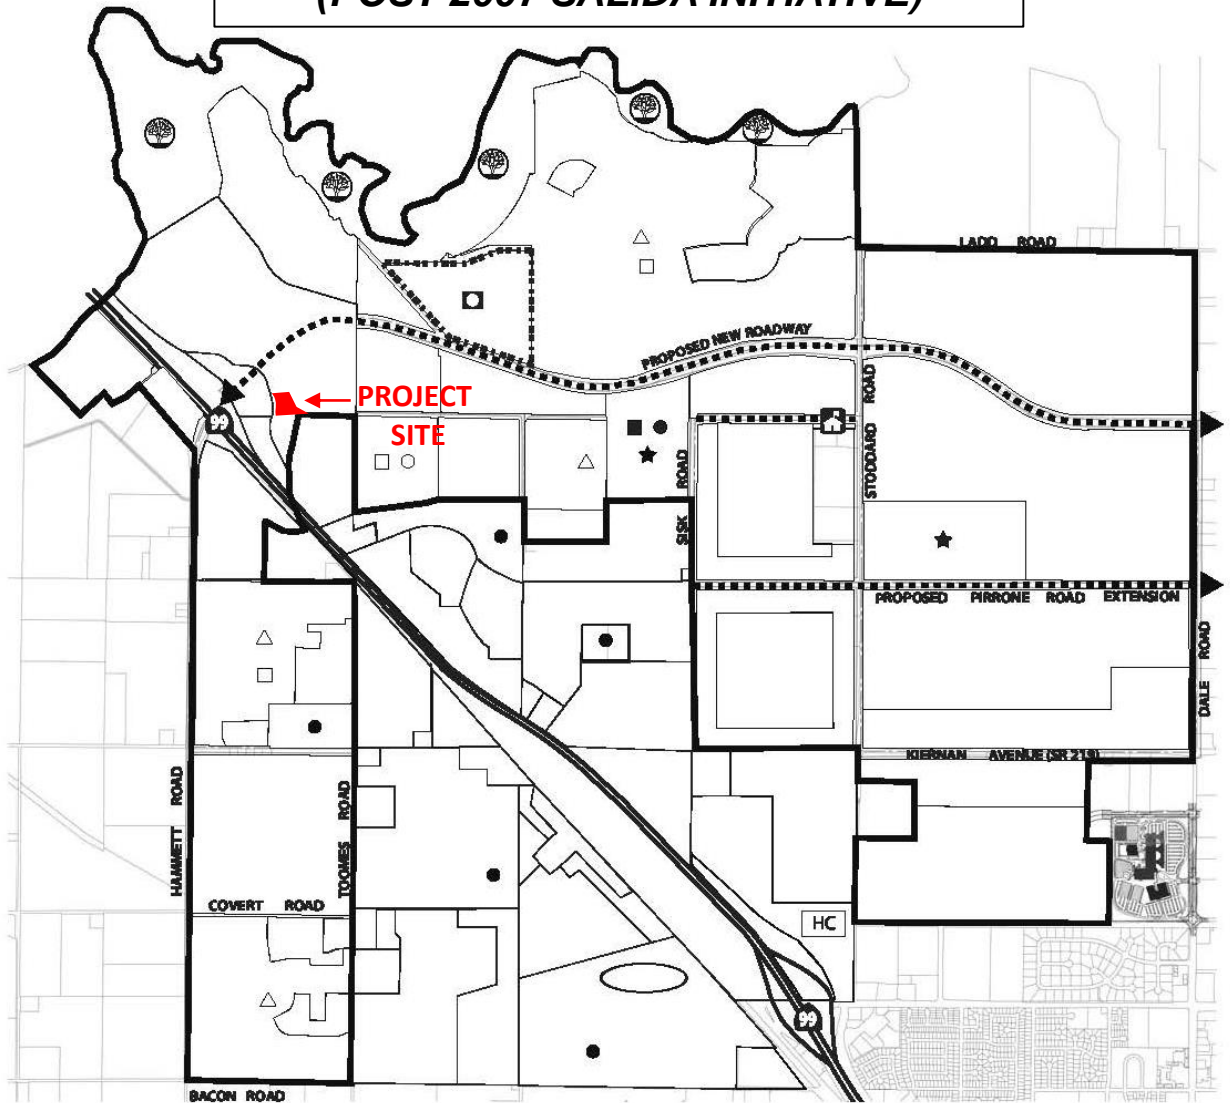 (POST 2007 SALIDA INITIATIVE)
LADD ROAD
PROPOSED NEW ROADWAY
PROJECT
SITE
99
STODDARD ROAD
SISK ROAD
PROPOSED PIRRONE ROAD EXTENSION
DALE ROAD
KIERNAN AVENUE (SR 219)
HAMMETT ROAD
TOOMES ROAD
COVERT ROAD
HC
99
BACON ROAD